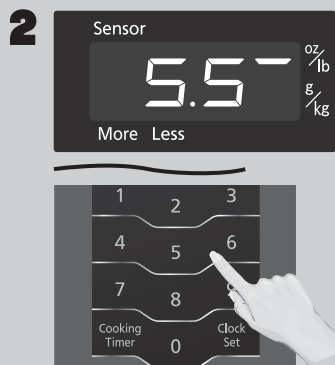 2
Sensor
5.5
oz/lb
g/kg
More Less
1 2 3
4 5 6
7 8 9
Cooking Timer 0 Clock Set